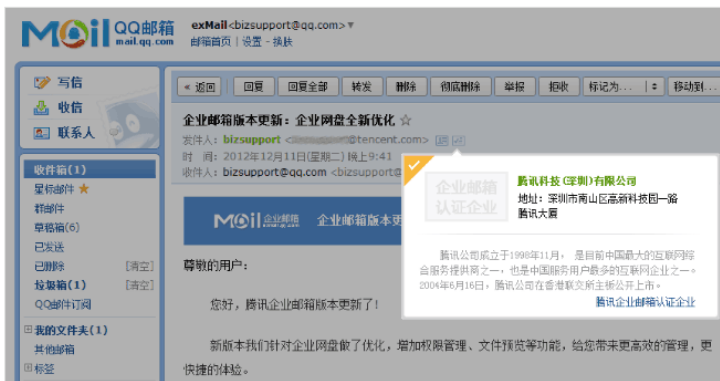 MOil QQ邮箱
mail.qq.com
exMail<bizsupport@qq.com>▼
邮箱首页 | 设置 - 换肤
写信
收信
联系人
收件箱(1)
星标邮件 ★
群邮件
草稿箱(6)
已发送
已删除 [清空]
垃圾箱(1) [清空]
QQ邮件订阅
我的文件夹(1)
其他邮箱
标签
« 返回 回复 回复全部 转发 删除 彻底删除 举报 拒收 标记为... 移动到...
企业邮箱版本更新：企业网盘全新优化 ☆
发件人：bizsupport @tencent.com>
时 间：2012年12月11日(星期二) 晚上9:41
收件人：bizsupport@qq.com <bizsupport@
MOil 企业邮箱 企业邮箱版本更
尊敬的用户：
您好，腾讯企业邮箱版本更新了！
新版本我们针对企业网盘做了优化，增加权限管理、文件预览等功能，给您带来更高效的管理，更
快捷的体验。
企业邮箱
认证企业
腾讯科技(深圳)有限公司
地址：深圳市南山区高新科技园一路
腾讯大厦
腾讯公司成立于1998年11月， 是目前中国最大的互联网综
合服务提供商之一，也是中国服务用户最多的互联网企业之一。
2004年6月16日，腾讯公司在香港联交所主板公开上市。
腾讯企业邮箱认证企业